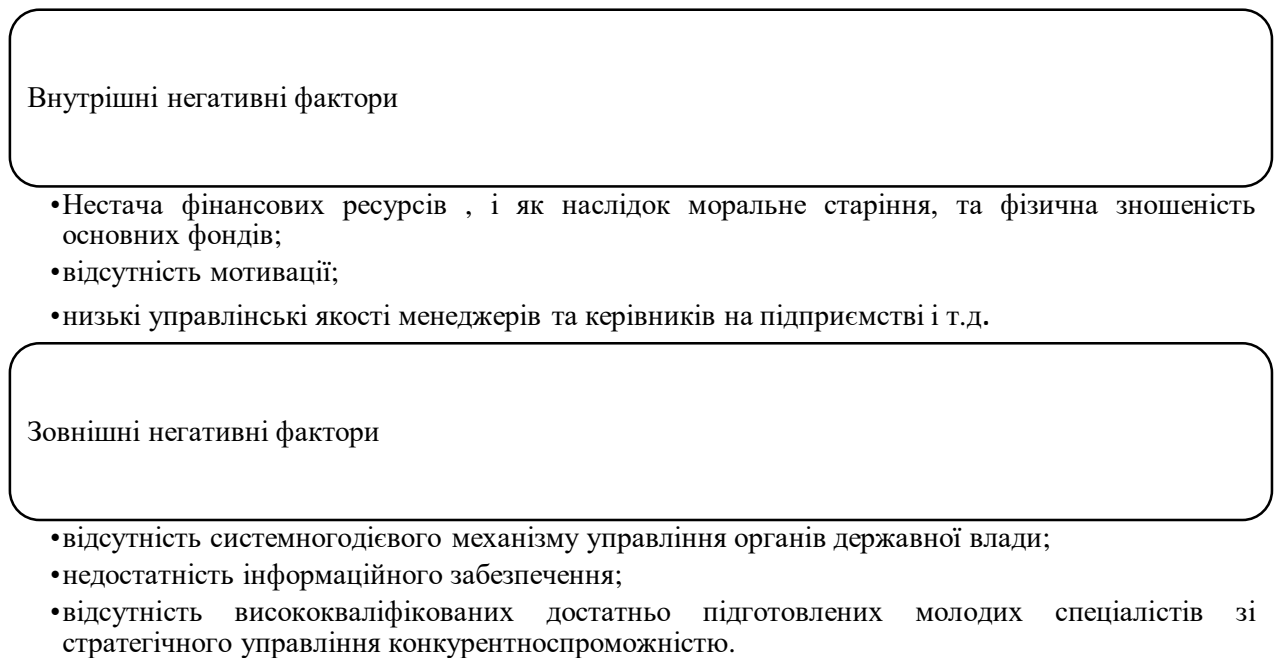 Внутрішні негативні фактори
•Нестача фінансових ресурсів , і як наслідок моральне старіння, та фізична зношеність
основних фондів;
•відсутність мотивації;
•низькі управлінські якості менеджерів та керівників на підприємстві і т.д.
Зовнішні негативні фактори
•відсутність системногодієвого механізму управління органів державної влади;
•недостатність інформаційного забезпечення;
•відсутність висококваліфікованих достатньо підготовлених молодих спеціалістів зі
стратегічного управління конкурентноспроможністю.